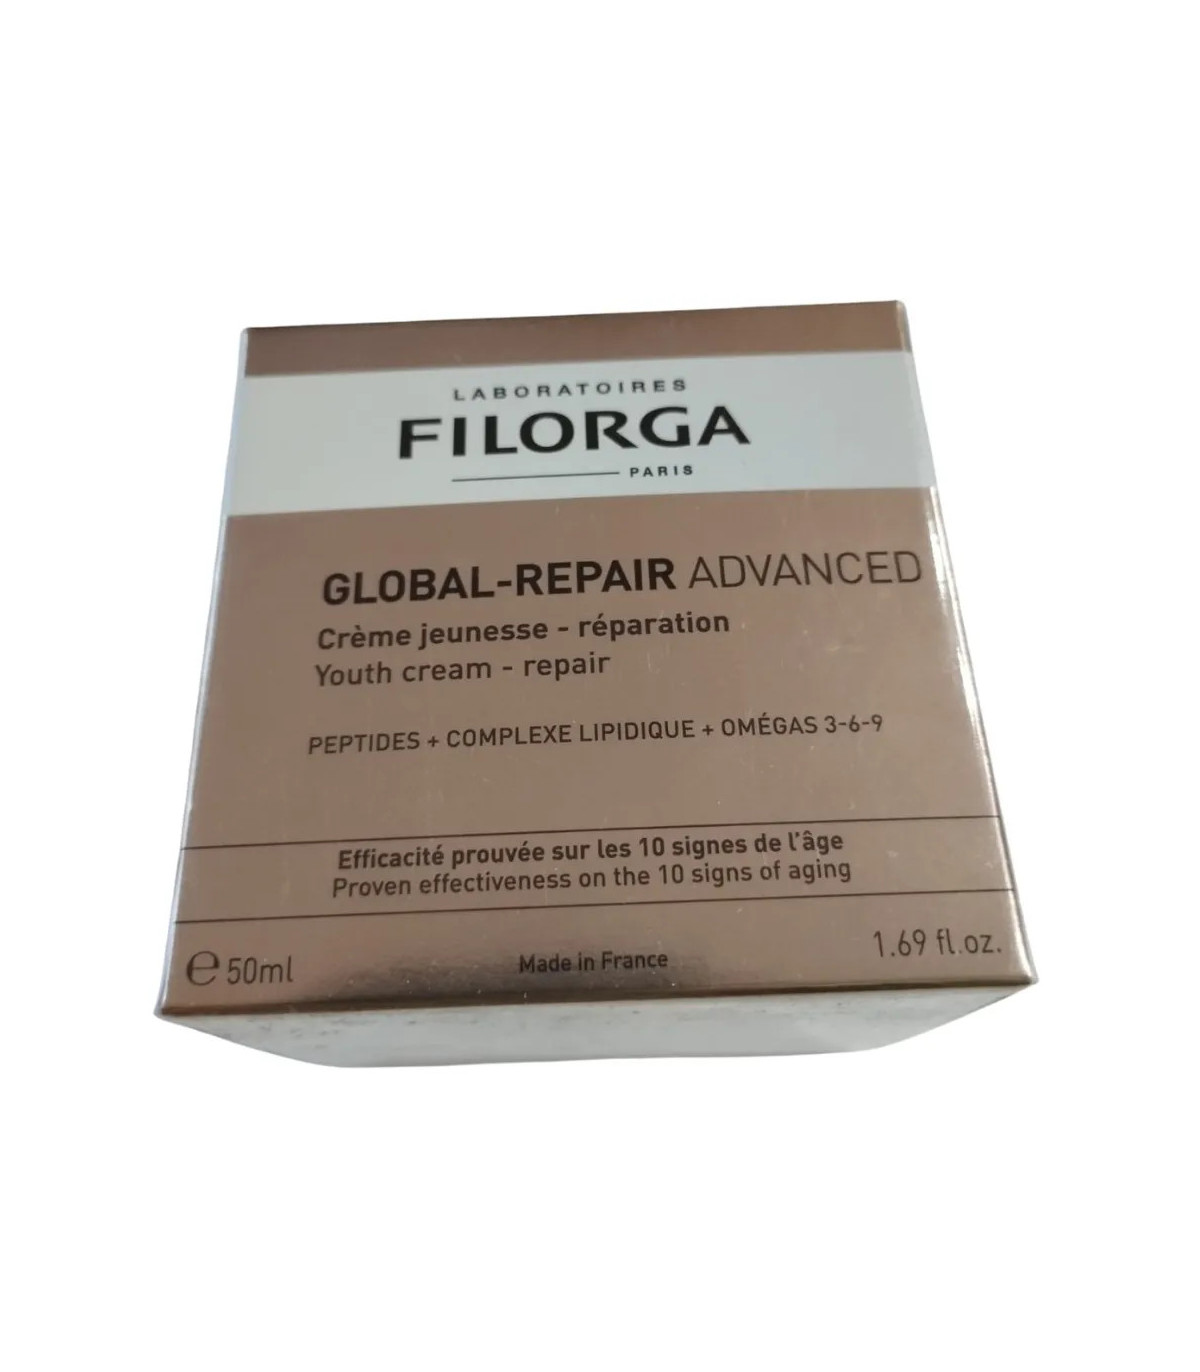 LABORATOIRES
FILORGA
PARIS
GLOBAL-REPAIR ADVANCED
Crème jeunesse - réparation
Youth cream - repair
PEPTIDES + COMPLEXE LIPIDIQUE + OMÉGAS 3-6-9
Efficacité prouvée sur les 10 signes de l'âge
Proven effectiveness on the 10 signs of aging
℮ 50ml Made in France 1.69 fl.oz.